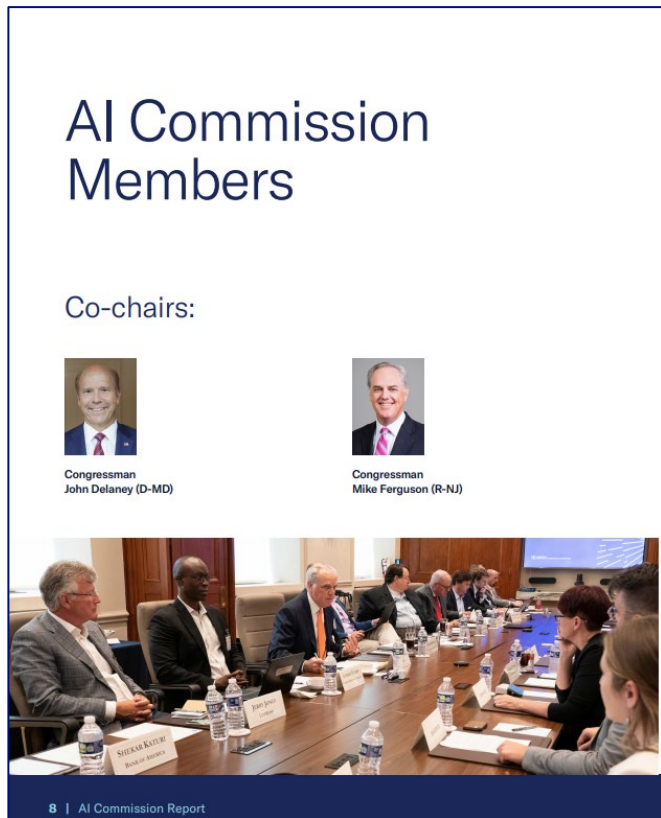 AI Commission
Members
Co-chairs:
Congressman
John Delaney (D-MD)
Congressman
Mike Ferguson (R-NJ)
SHUKAR KATURI
BANK OF AMERICA
8 | AI Commission Report